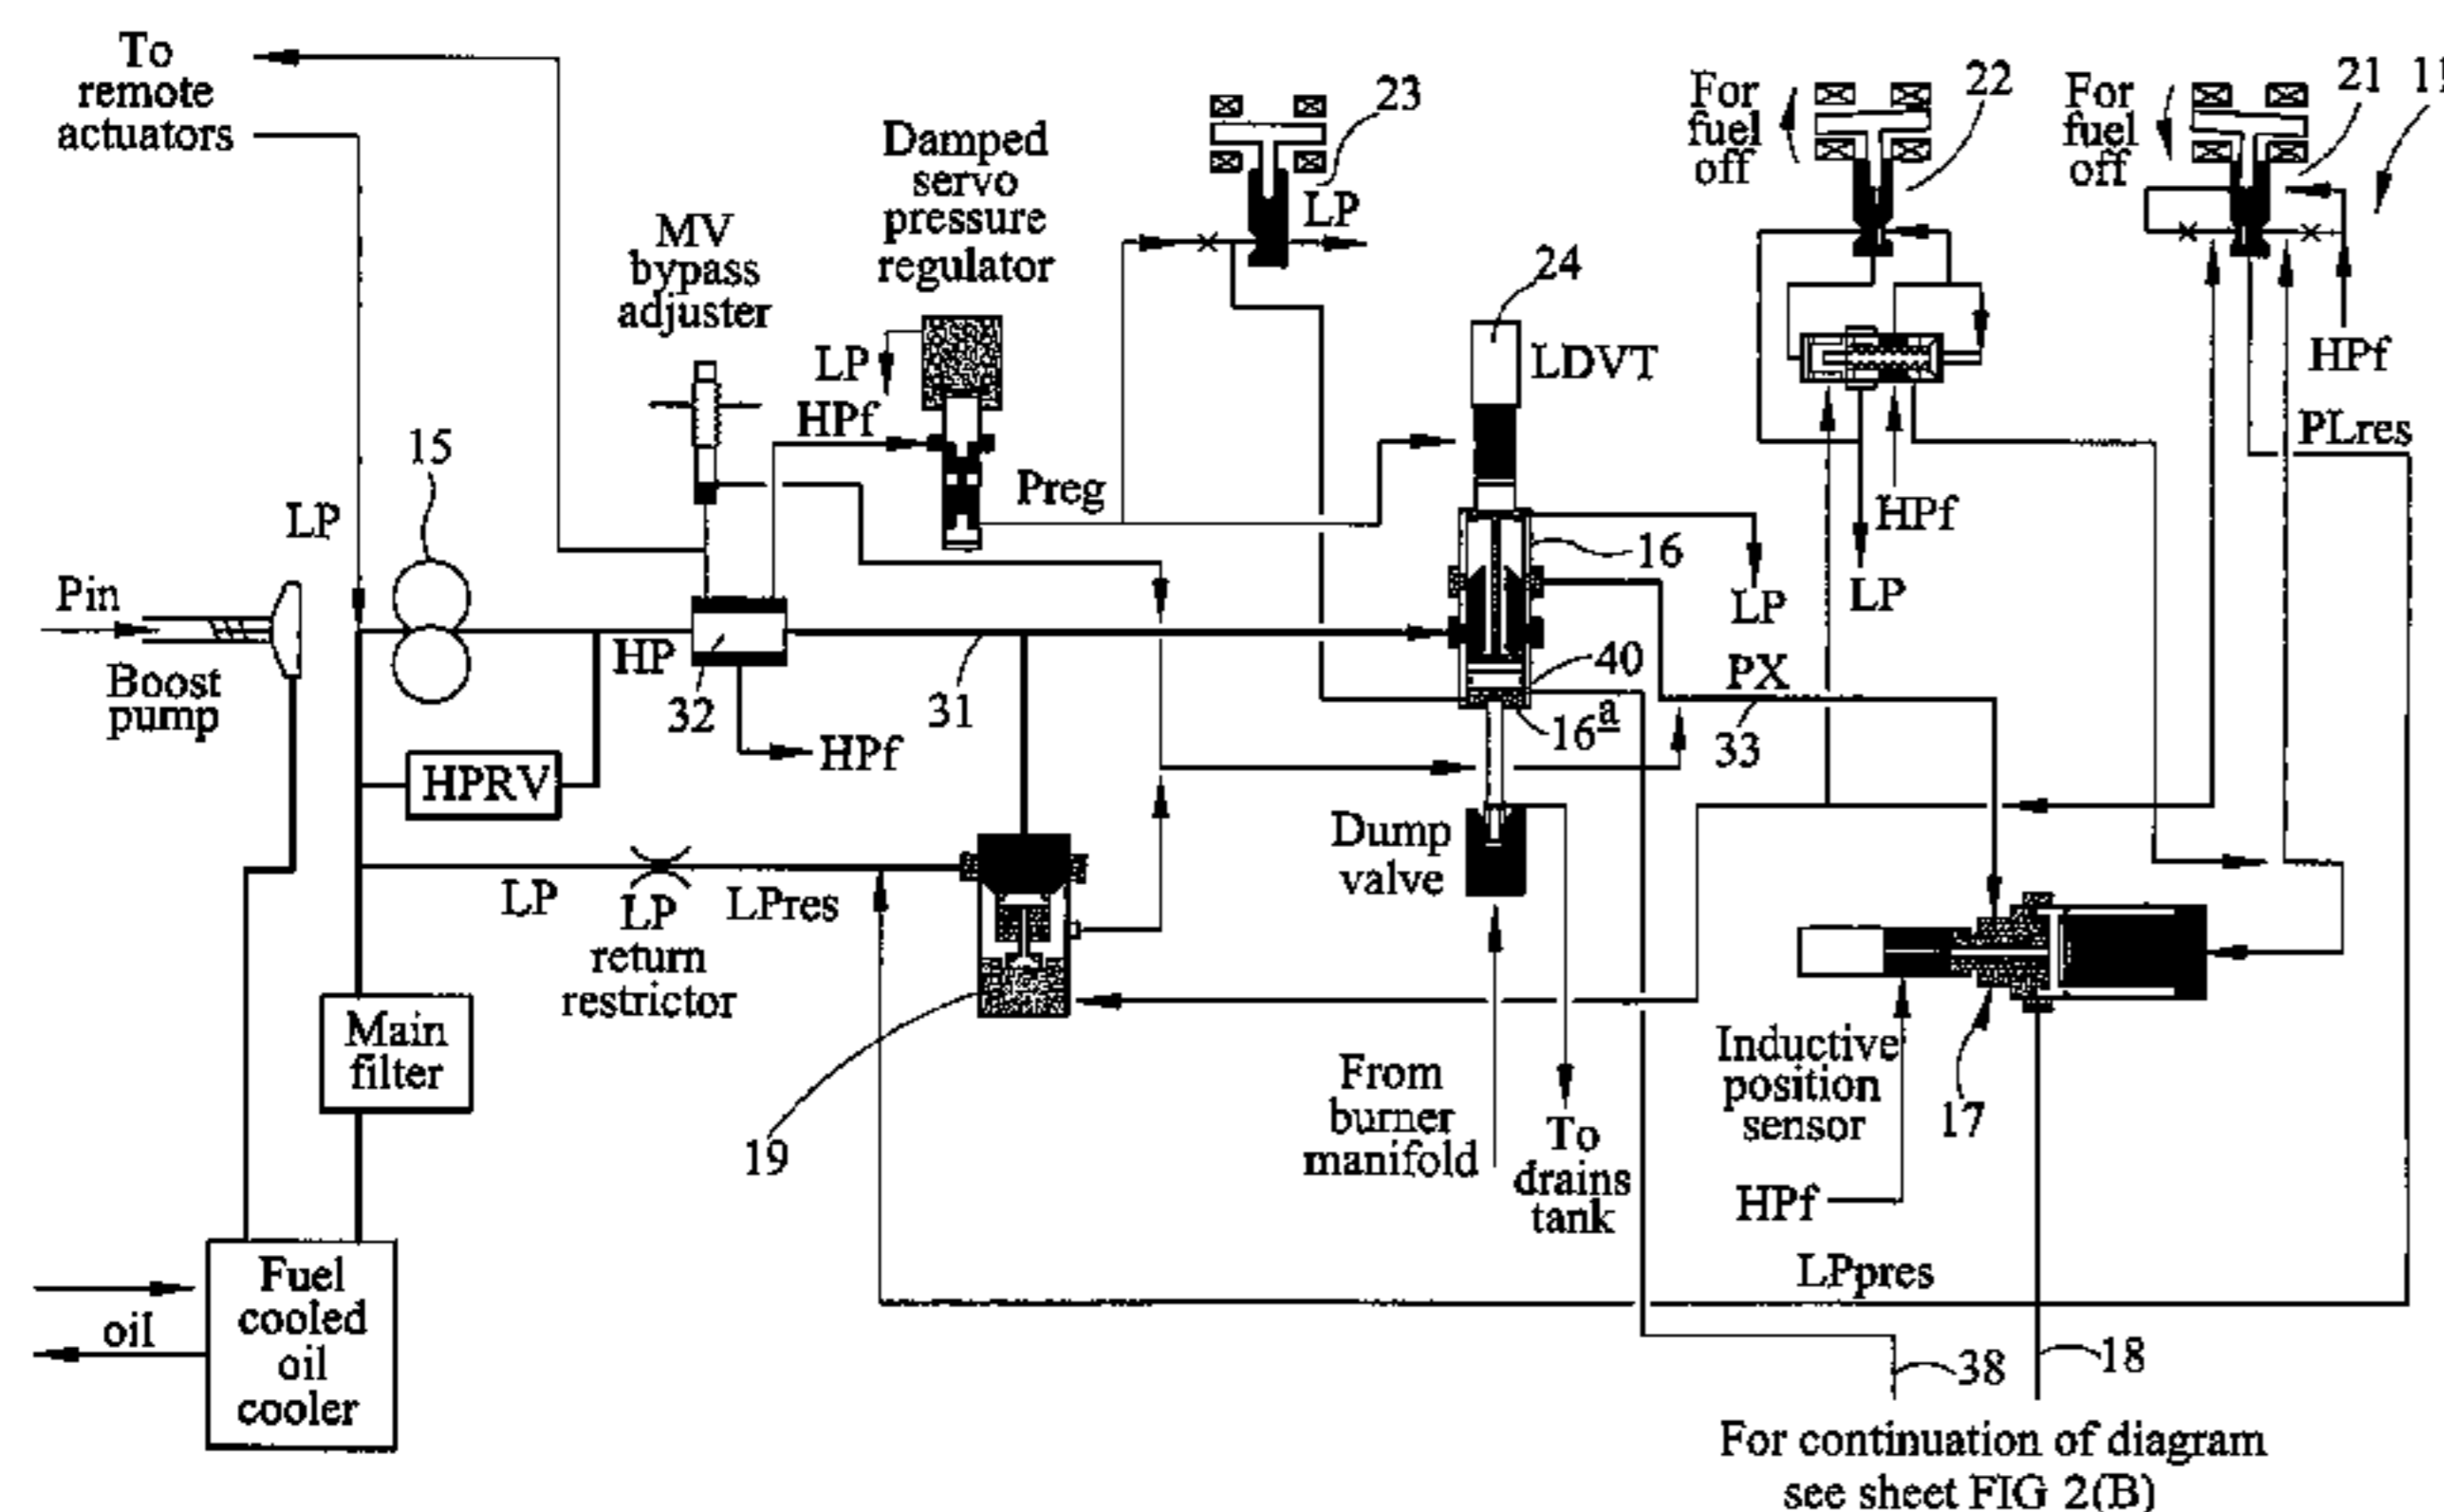 To
remote
actuators
LP
Pin
Boost
pump
15
HPRV
HP
32
HPf
MV
bypass
adjuster
Damped
servo
pressure
regulator
LP
HPf
Preg
23
LP
24
LDVT
16
LP
40
16a
31
PX
33
For
fuel
off
22
HPf
LP
For
fuel
off
21
11
HPf
PLres
LP
LP
return
restrictor
LPres
19
Main
filter
Fuel
cooled
oil
cooler
oil
Dump
valve
From
burner
manifold
To
drains
tank
Inductive
position
sensor
17
HPf
LPpres
38
18
For continuation of diagram
see sheet FIG 2(B)